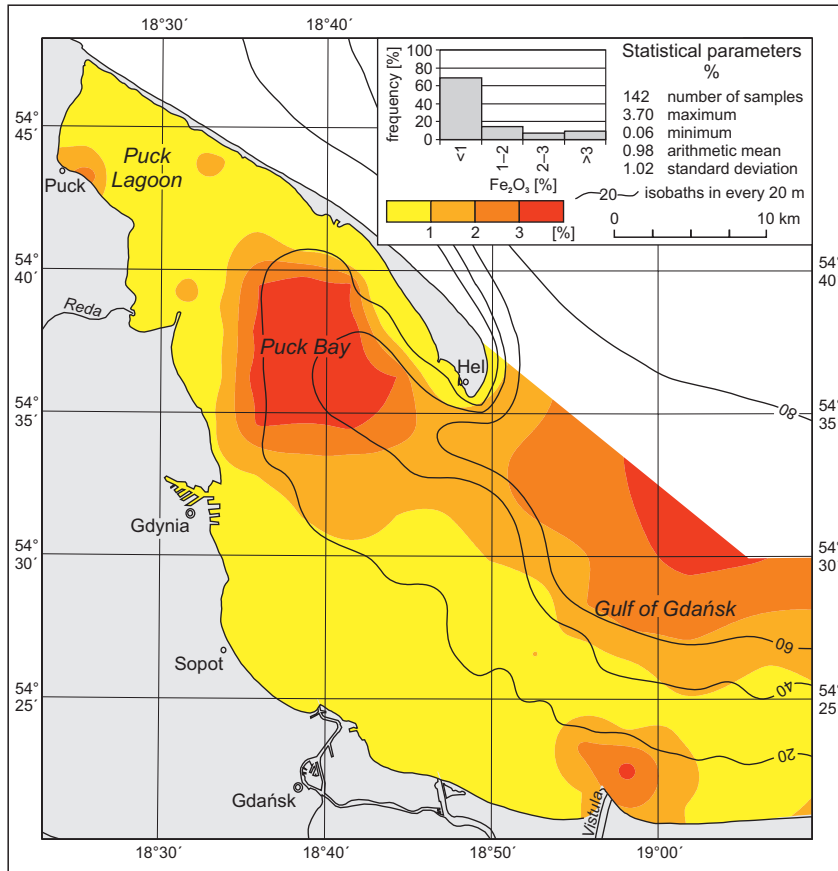 18°30´ 18°40´
54°
45´
Puck
Lagoon
Puck
frequency [%]
100
80
60
40
20
0
<1
1–2
2–3
>3
Fe₂O₃ [%]
Statistical parameters
%
142 number of samples
3.70 maximum
0.06 minimum
0.98 arithmetic mean
1.02 standard deviation
20 isobaths in every 20 m
1 2 3 [%]
0 10 km
54°
40´
54°
40´
Reda
Puck Bay
Hel
80
54°
35´
54°
35´
Gdynia
54°
30´
54°
30´
Gulf of Gdańsk
60
Sopot
40
54°
25´
54°
25´
20
Gdańsk
Vistula
18°30´ 18°40´ 18°50´ 19°00´